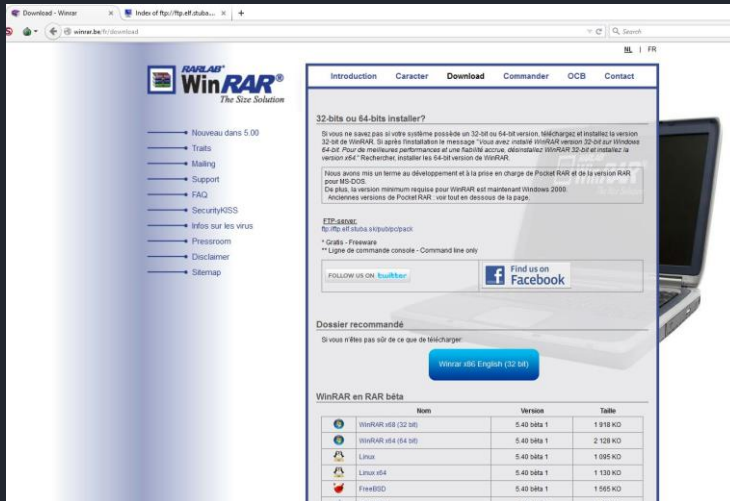 Download - Winrar
Index of ftp://ftp.elf.stuba...
winrar.be/fr/download
Search
NL | FR
RARLAB®
WinRAR®
The Size Solution
Introduction Caracter Download Commander OCB Contact
Nouveau dans 5.00
Traits
Mailing
Support
FAQ
SecurityKISS
Infos sur les virus
Pressroom
Disclaimer
Sitemap
32-bits ou 64-bits installer?
Si vous ne savez pas si votre système possède un 32-bit ou 64-bit version, téléchargez et installez la version
32-bit de WinRAR. Si après l'installation le message "Vous avez installé WinRAR version 32-bit sur Windows
64-bit. Pour de meilleures performances et une fiabilité accrue, désinstallez WinRAR 32-bit et installez la
version x64" Rechercher, installer les 64-bit version de WinRAR.
Nous avons mis un terme au développement et à la prise en charge de Pocket RAR et de la version RAR
pour MS-DOS.
De plus, la version minimum requise pour WinRAR est maintenant Windows 2000.
Anciennes versions de Pocket RAR : voir tout en dessous de la page.
FTP-server:
ftp://ftp.elf.stuba.sk/pub/pc/pack
* Gratis - Freeware
** Ligne de commande console - Command line only
FOLLOW US ON twitter
Find us on
Facebook
Dossier recommandé
Si vous n'êtes pas sûr de ce que de télécharger:
Winrar x86 English (32 bit)
WinRAR en RAR bèta
Nom Version Taille
WinRAR x68 (32 bit) 5.40 bèta 1 1 918 KO
WinRAR x64 (64 bit) 5.40 bèta 1 2 128 KO
Linux 5.40 bèta 1 1 095 KO
Linux x64 5.40 bèta 1 1 130 KO
FreeBSD 5.40 bèta 1 1 565 KO